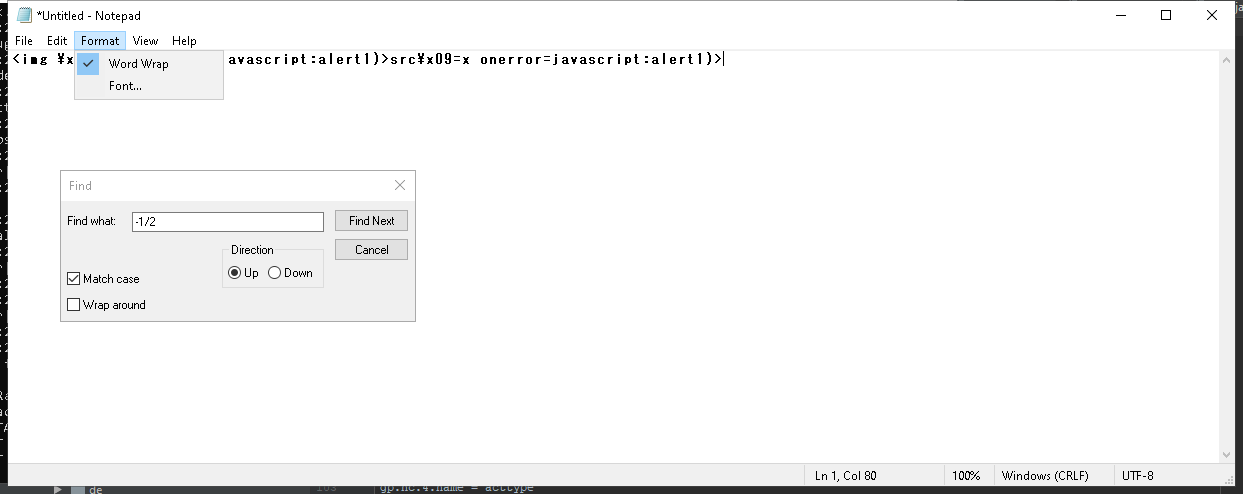 *Untitled - Notepad
File Edit Format View Help
<img ¥x avascript:alert1)>src¥x09=x onerror=javascript:alert1)>
Word Wrap
Font...
Find
Find what: -1/2 Find Next
Direction Cancel
Up Down
Match case
Wrap around
Ln 1, Col 80 100% Windows (CRLF) UTF-8
de